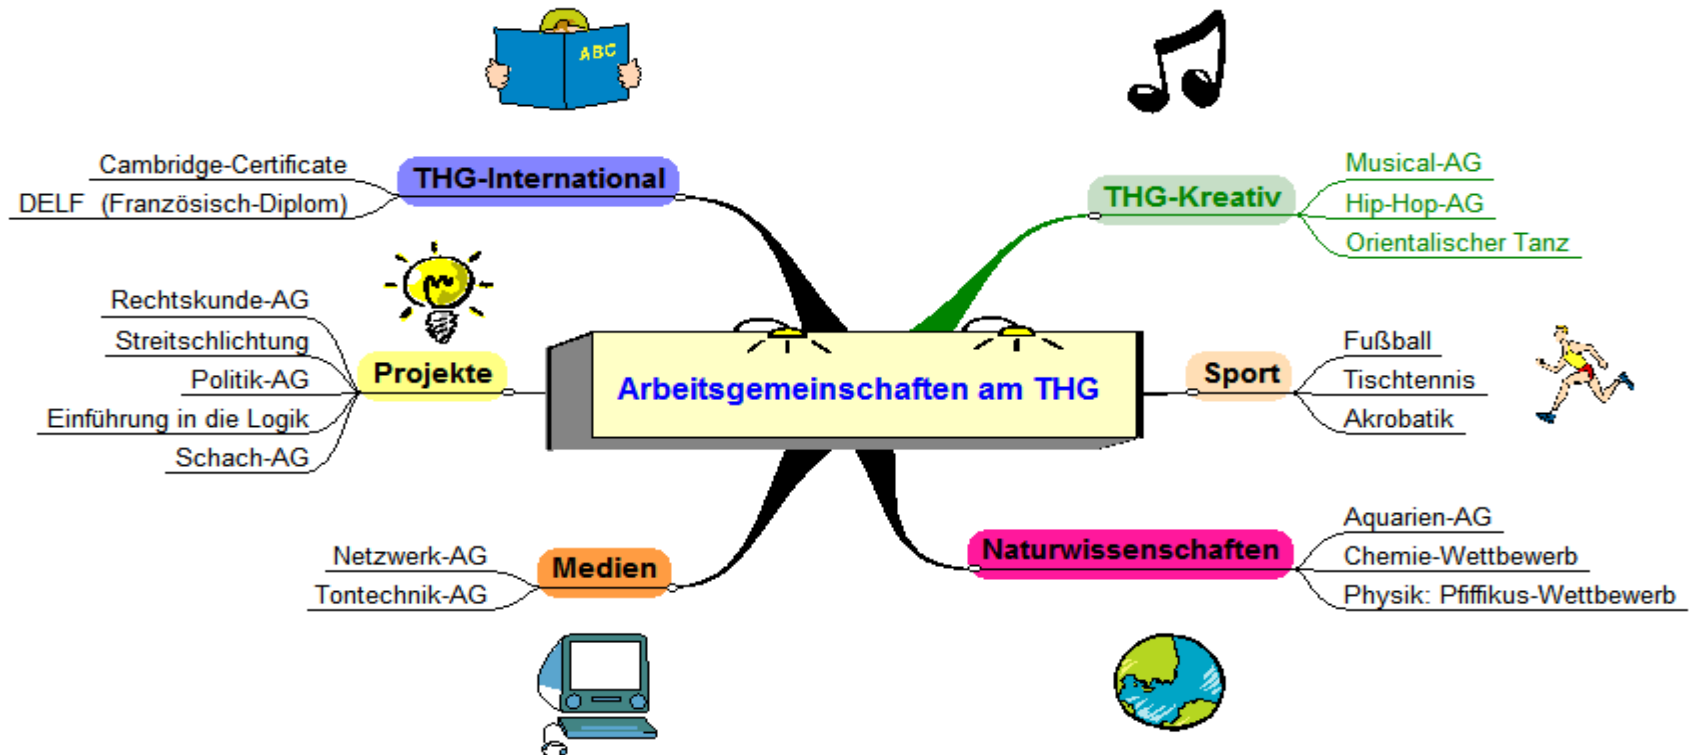 ABC
THG-International
Cambridge-Certificate
DELF (Französisch-Diplom)
Projekte
Rechtskunde-AG
Streitschlichtung
Politik-AG
Einführung in die Logik
Schach-AG
Medien
Netzwerk-AG
Tontechnik-AG
Arbeitsgemeinschaften am THG
THG-Kreativ
Musical-AG
Hip-Hop-AG
Orientalischer Tanz
Sport
Fußball
Tischtennis
Akrobatik
Naturwissenschaften
Aquarien-AG
Chemie-Wettbewerb
Physik: Pfiffikus-Wettbewerb